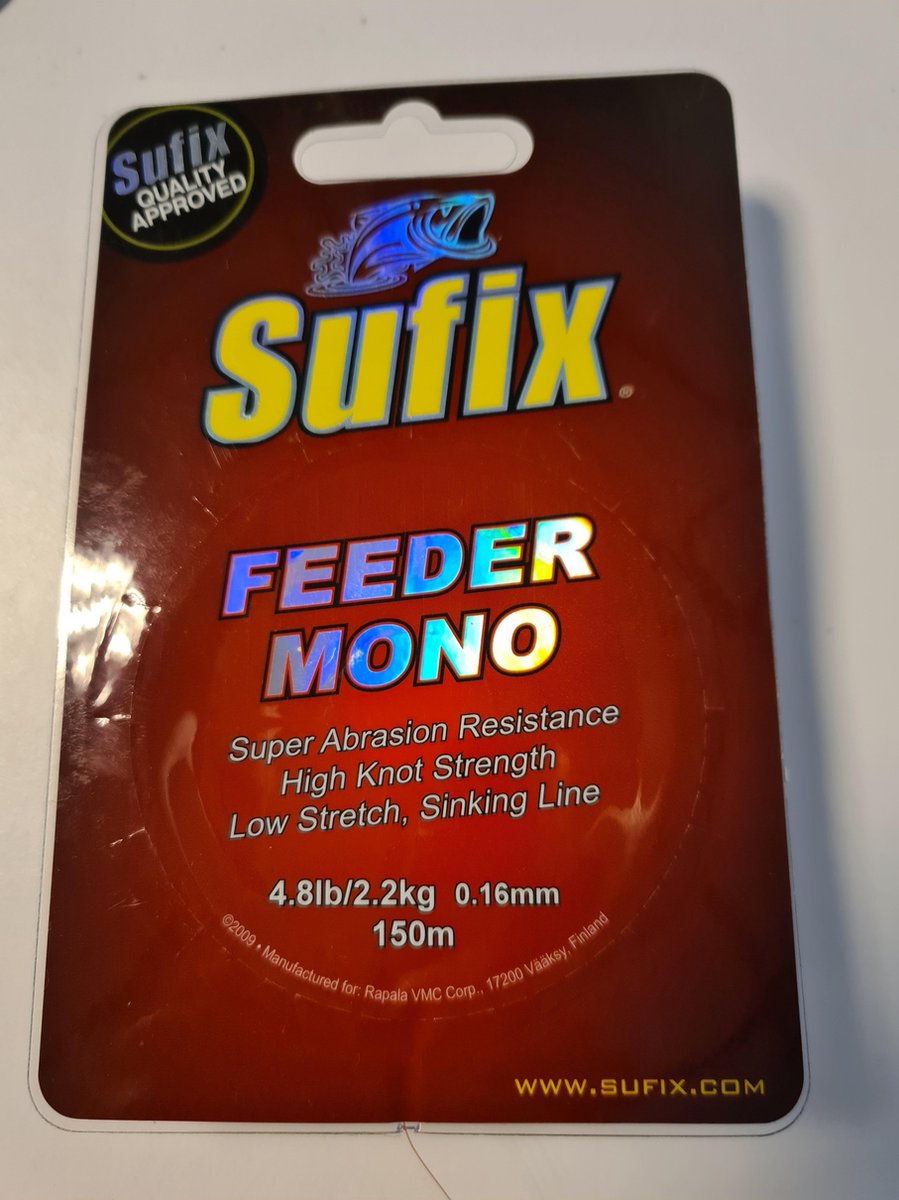 Sufix
QUALITY
APPROVED
Sufix®
FEEDER
MONO
Super Abrasion Resistance
High Knot Strength
Low Stretch, Sinking Line
4.8lb/2.2kg 0.16mm
150m
©2009 • Manufactured for: Rapala VMC Corp., 17200 Vääksy, Finland
WWW.SUFIX.COM